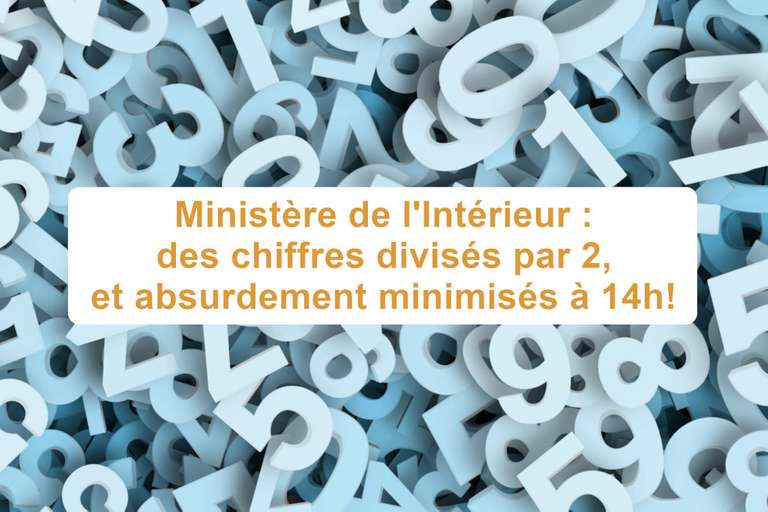 Ministère de l'Intérieur :
des chiffres divisés par 2,
et absurdement minimisés à 14h!